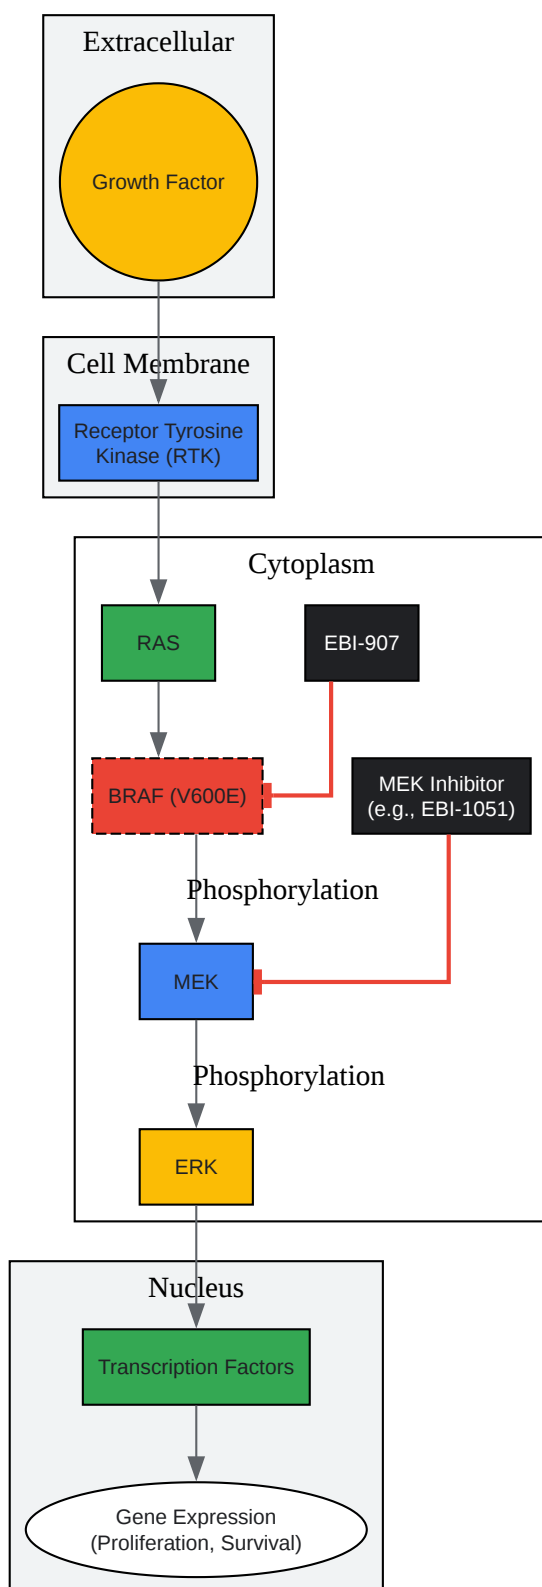 Extracellular
Growth Factor
Cell Membrane
Receptor Tyrosine
Kinase (RTK)
Cytoplasm
RAS
EBI-907
BRAF (V600E)
MEK Inhibitor
(e.g., EBI-1051)
Phosphorylation
MEK
Phosphorylation
ERK
Nucleus
Transcription Factors
Gene Expression
(Proliferation, Survival)